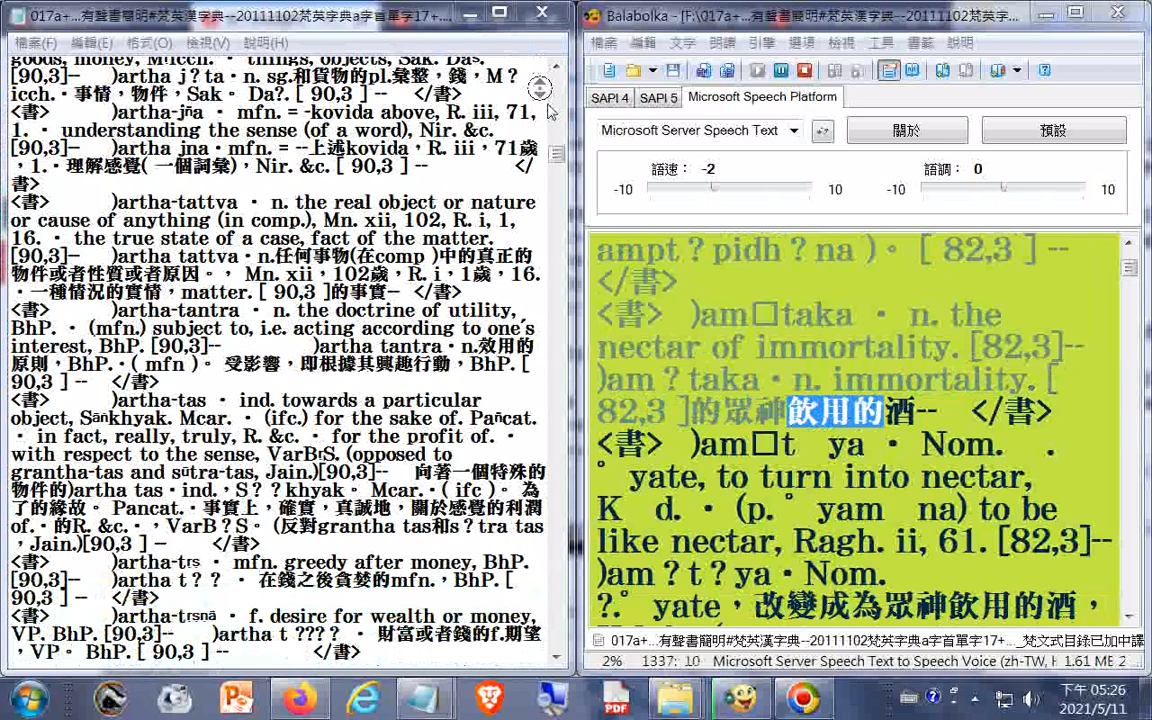 017a+...有聲書簡明#梵英漢字典--20111102梵英字典a字首單字17+...
檔案(F) 編輯(E) 格式(O) 檢視(V) 說明(H)
goods, money, Mṛicch. · things, objects, Śak. Daś.
[90,3]-- )artha j?ta·n. sg.和貨物的pl.彙整，錢，M?
icch.·事情，物件，Sak。Da?. [ 90,3 ] -- </書>
<書> )artha-jña · mfn. = -kovida above, R. iii, 71,
1. · understanding the sense (of a word), Nir. &c.
[90,3]-- )artha jna·mfn. = --上述kovida，R. iii，71歲
，1.·理解感覺( 一個詞彙)，Nir. &c. [ 90,3 ] -- </
書>
<書> )artha-tattva · n. the real object or nature
or cause of anything (in comp.), Mn. xii, 102, R. i, 1,
16. · the true state of a case, fact of the matter.
[90,3]-- )artha tattva·n.任何事物(在comp )中的真正的
物件或者性質或者原因。，Mn. xii，102歲，R. i，1歲，16.
·一種情況的實情，matter. [ 90,3 ]的事實-- </書>
<書> )artha-tantra · n. the doctrine of utility,
BhP. · (mfn.) subject to, i.e. acting according to one's
interest, BhP. [90,3]-- )artha tantra·n.效用的
原則，BhP.·( mfn )。 受影響，即根據其興趣行動，BhP. [
90,3 ] -- </書>
<書> )artha-tas · ind. towards a particular
object, Sāṅkhyak. Mcar. · (ifc.) for the sake of. Pañcat.
· in fact, really, truly, R. &c. · for the profit of. ·
with respect to the sense, VarBṛS. (opposed to
grantha-tas and sūtra-tas, Jain.)[90,3]-- 向著一個特殊的
物件的)artha tas·ind.，S??khyak。Mcar.·( ifc )。 為
了的緣故。 Pancat.·事實上，確實，真誠地，關於感覺的利潤
of.·的R. &c.·，VarB?S。(反對grantha tas和s?tra tas
，Jain.)[90,3 ] -- </書>
<書> )artha-tṛṣ · mfn. greedy after money, BhP.
[90,3]-- )artha t?? · 在錢之後貪婪的mfn.，BhP. [
90,3 ] -- </書>
<書> )artha-tṛṣṇā · f. desire for wealth or money,
VP. BhP. [90,3]-- )artha t???? · 財富或者錢的f.期望
，VP。BhP. [ 90,3 ] -- </書>
Balabolka - [F:\017a+...有聲書簡明#梵英漢字典--20111102梵英字...
檔案 編輯 文字 朗讀 引擎 選項 檢視 工具 書籤 說明
SAPI 4 SAPI 5 Microsoft Speech Platform
Microsoft Server Speech Text 關於 預設
語速： -2 語調： 0
-10 10 -10 10
ampt?pidh?na )。[ 82,3 ] --
</書>
<書> )am□taka · n. the
nectar of immortality. [82,3]--
)am?taka·n. immortality. [
82,3 ]的眾神飲用的酒-- </書>
<書> )am□t ya · Nom. .
° yate, to turn into nectar,
K d. · (p. ° yam na) to be
like nectar, Ragh. ii, 61. [82,3]--
)am?t?ya·Nom.
?.° yate，改變成為眾神飲用的酒，
017a+...有聲書簡明#梵英漢字典--20111102梵英字典a字首單字17+..._梵文式目錄已加中譯
2% 1337: 10 Microsoft Server Speech Text to Speech Voice (zh-TW, H 1.61 MB 2
下午 05:26
2021/5/11